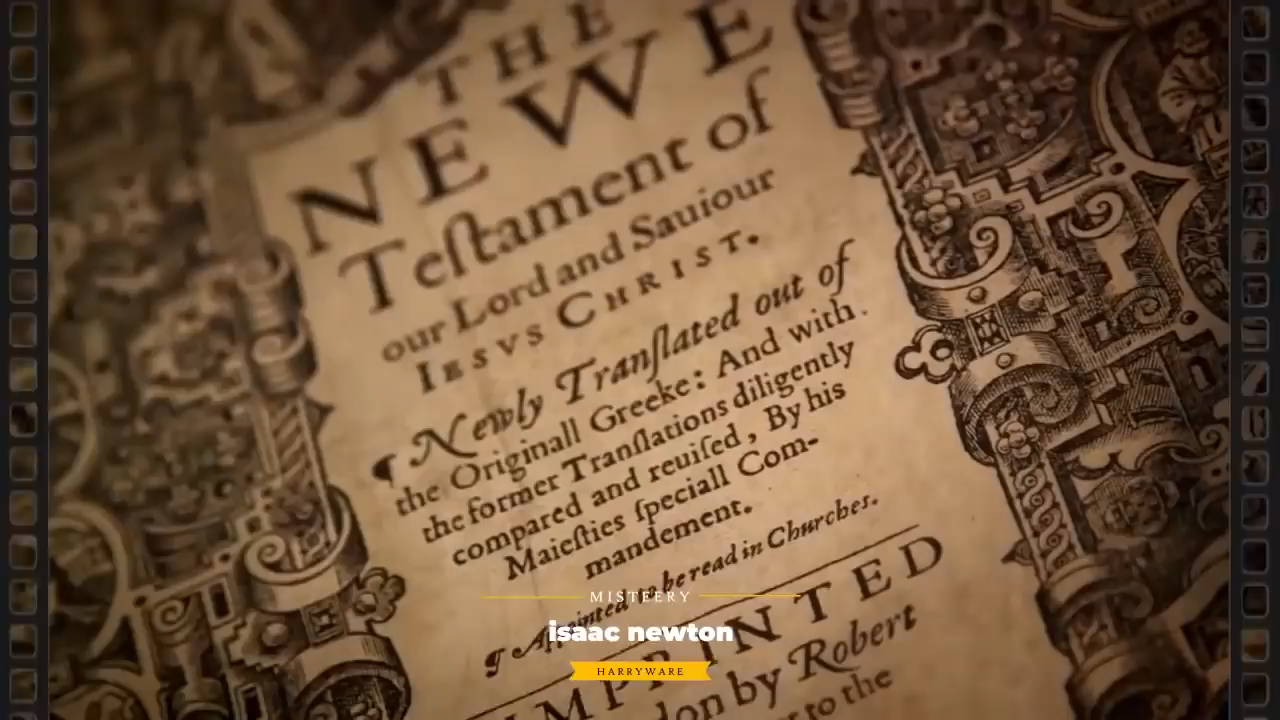 THE
NEWE
Teſtament of
our Lord and Sauiour
IESVS CHRIST.
¶ Newly Tranſlated out of
the Originall Greeke: And with
the former Tranſlations diligently
compared and reuiſed, By his
Maieſties ſpeciall Com-
mandement.
¶ Appointed to be read in Churches.
IMPRINTED
don by Robert
to the
MISTEERY
isaac newton
HARRYWARE